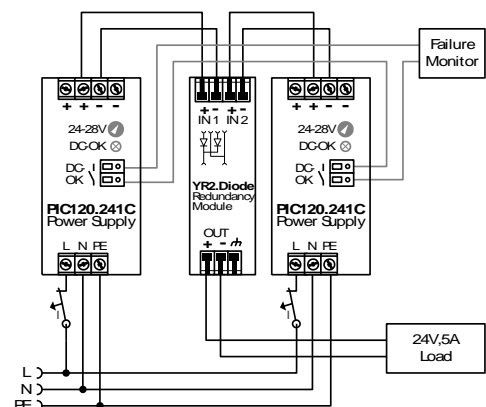 Failure
Monitor
+ + - -
+ - + -
IN 1 IN 2
+ + - -
24-28V
DC-OK
DC-
OK
PIC120.241C
Power Supply
L N PE
YR2.Diode
Redundancy
Module
OUT
+ -
24-28V
DC-OK
DC-
OK
PIC120.241C
Power Supply
L N PE
I
I
24V,5A
Load
L
N
PE